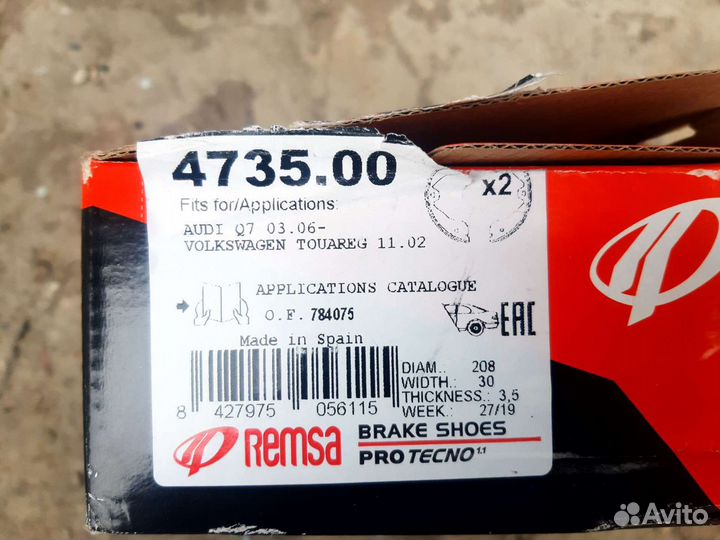 4735.00
x2
Fits for/Applications:
AUDI Q7 03.06-
VOLKSWAGEN TOUAREG 11.02
APPLICATIONS CATALOGUE
O.F. 784075
EAC
Made in Spain
DIAM..: 208
WIDTH.: 30
THICKNESS.: 3,5
WEEK.: 27/19
8 427975 056115
Remsa
BRAKE SHOES
PRO TECNO 1.1
Avito